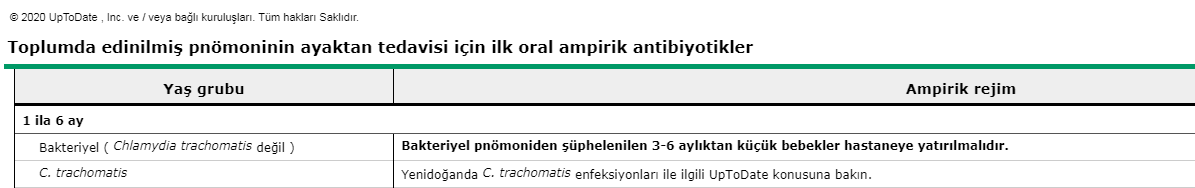 © 2020 UpToDate , Inc. ve / veya bağlı kuruluşları. Tüm hakları Saklıdır.
Toplumda edinilmiş pnömoninin ayaktan tedavisi için ilk oral ampirik antibiyotikler
Yaş grubu Ampirik rejim
1 ila 6 ay
Bakteriyel ( Chlamydia trachomatis değil ) Bakteriyel pnömoniden şüphelenilen 3-6 aylıktan küçük bebekler hastaneye yatırılmalıdır.
C. trachomatis Yenidoğanda C. trachomatis enfeksiyonları ile ilgili UpToDate konusuna bakın.